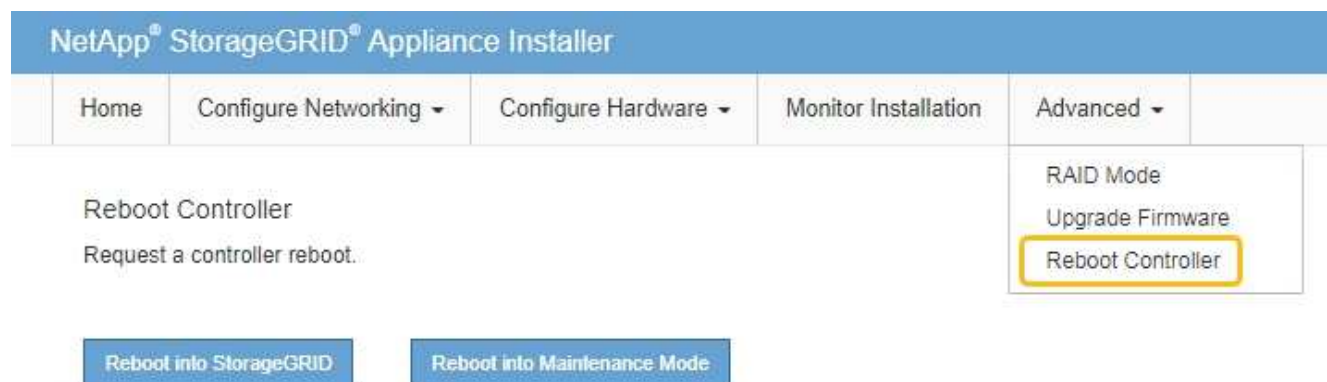 NetApp® StorageGRID® Appliance Installer
Home Configure Networking Configure Hardware Monitor Installation Advanced
RAID Mode
Upgrade Firmware
Reboot Controller
Reboot Controller
Request a controller reboot.
Reboot into StorageGRID Reboot into Maintenance Mode